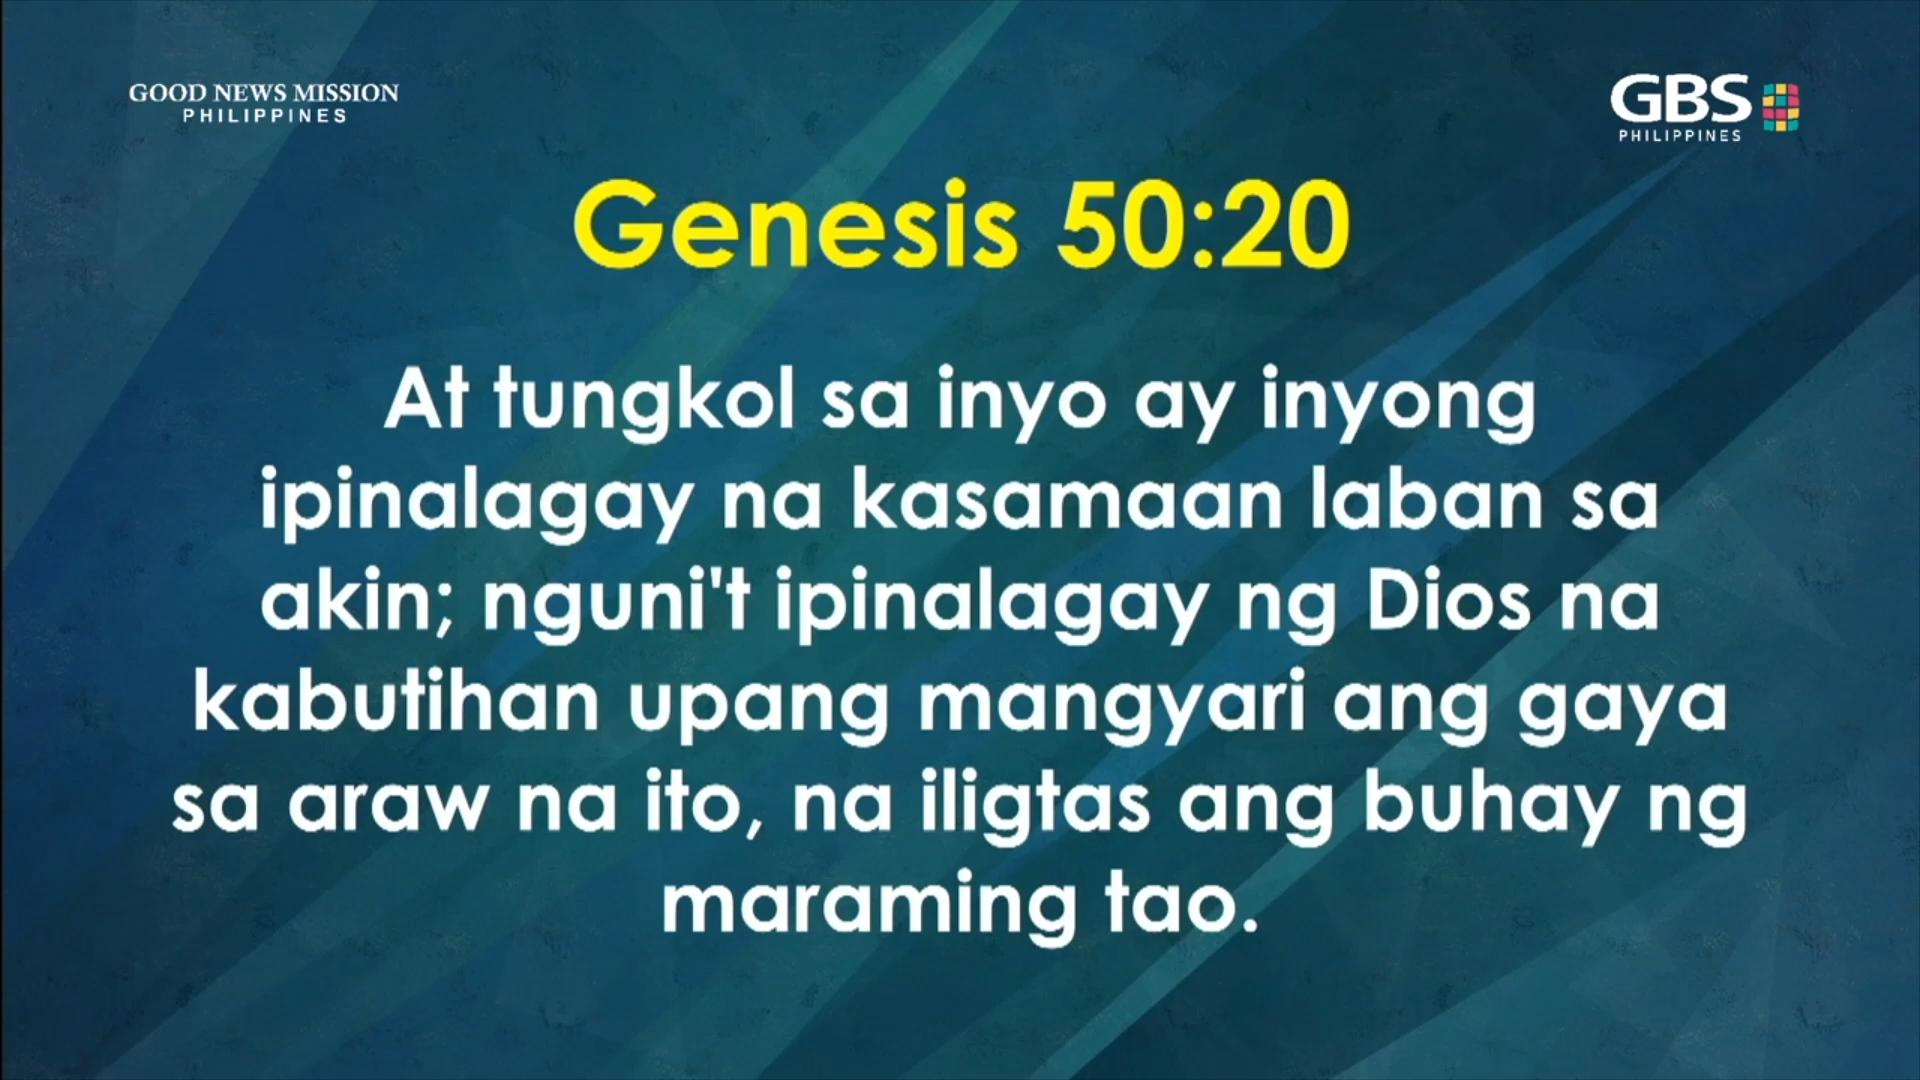 GOOD NEWS MISSION
PHILIPPINES
GBS
PHILIPPINES
Genesis 50:20
At tungkol sa inyo ay inyong
ipinalagay na kasamaan laban sa
akin; nguni't ipinalagay ng Dios na
kabutihan upang mangyari ang gaya
sa araw na ito, na iligtas ang buhay ng
maraming tao.